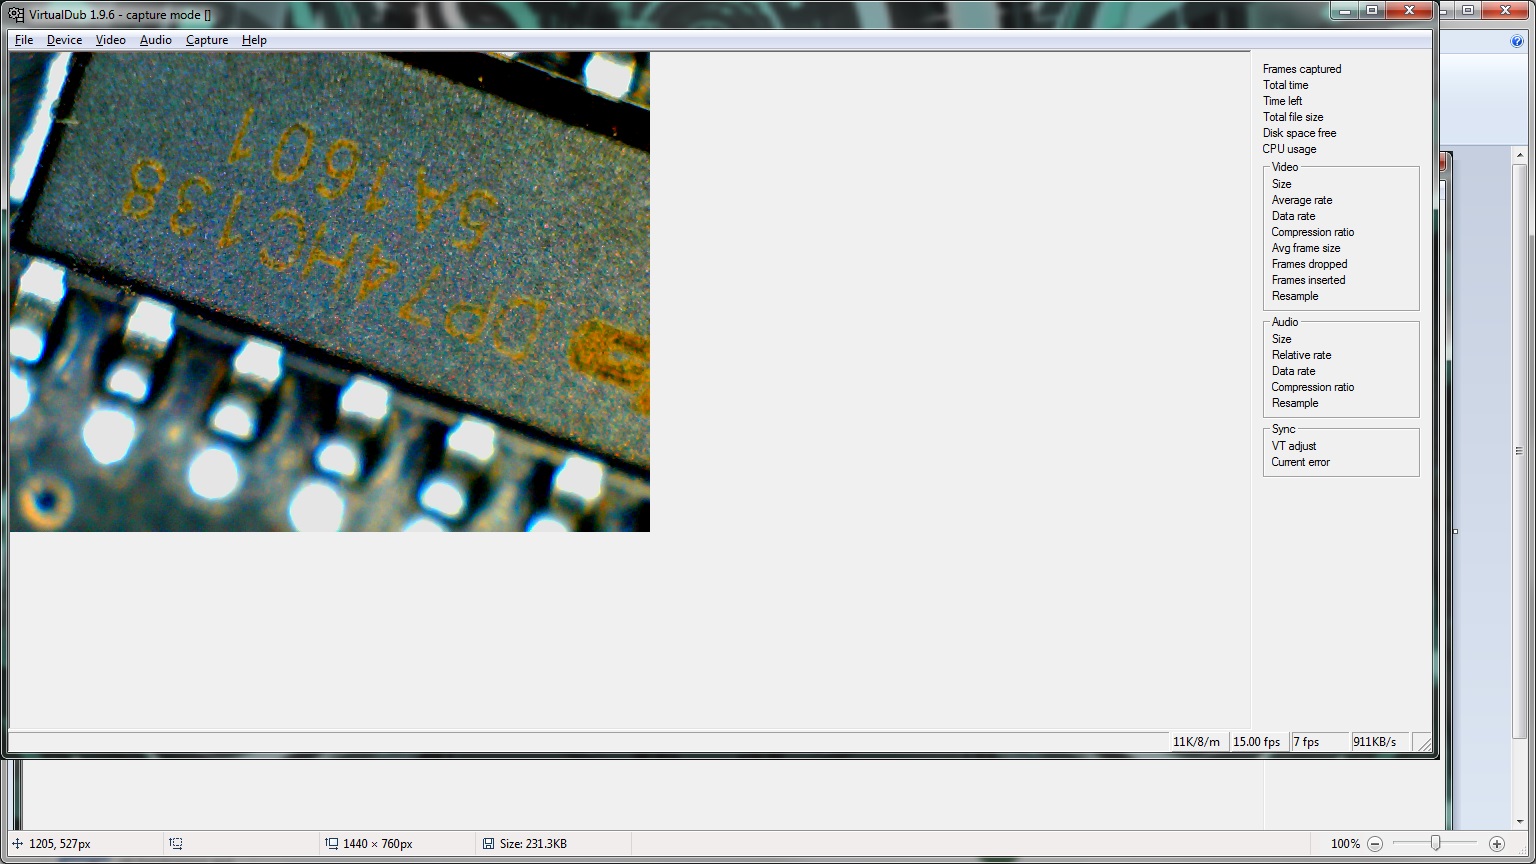 VirtualDub 1.9.6 - capture mode []
File Device Video Audio Capture Help
DP74HC138
5A1601
Frames captured
Total time
Time left
Total file size
Disk space free
CPU usage
Video
Size
Average rate
Data rate
Compression ratio
Avg frame size
Frames dropped
Frames inserted
Resample
Audio
Size
Relative rate
Data rate
Compression ratio
Resample
Sync
VT adjust
Current error
11K/8/m 15.00 fps 7 fps 911KB/s
1205, 527px 1440 × 760px Size: 231.3KB 100%